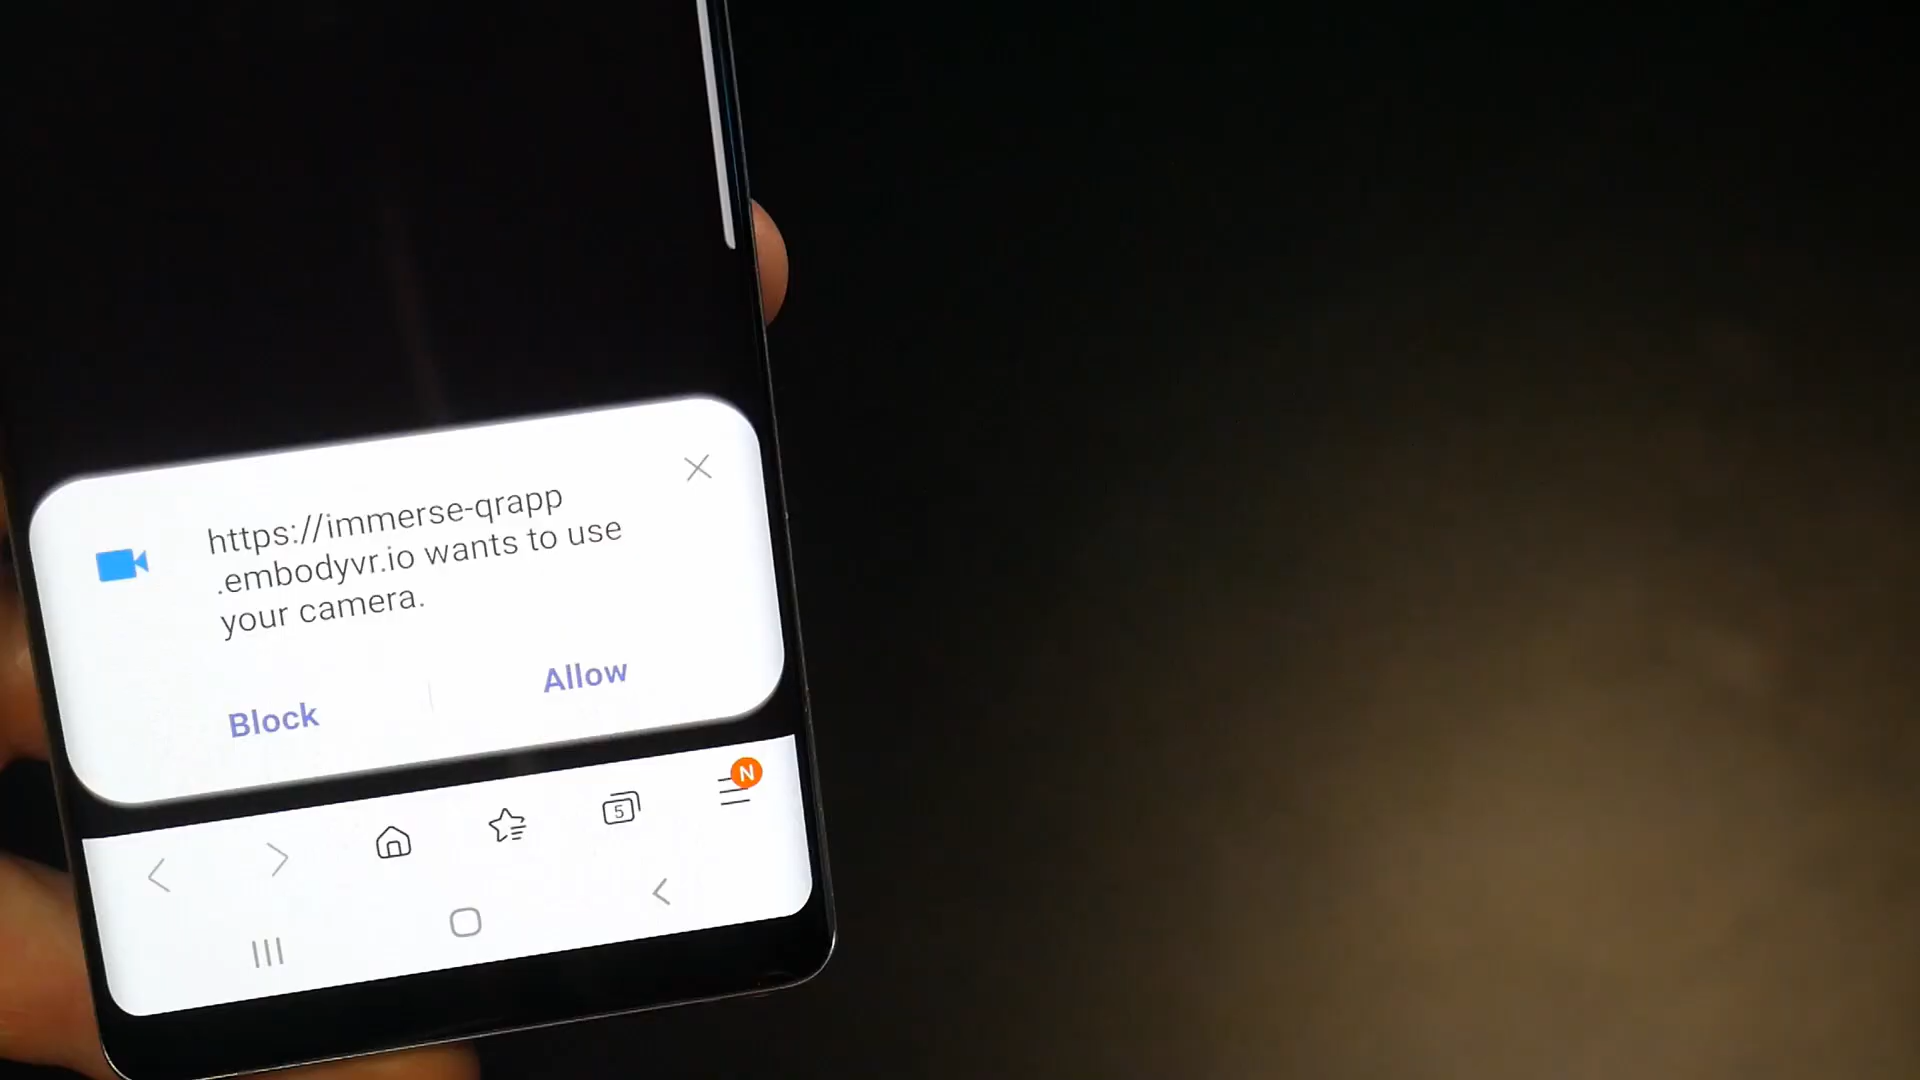 https://immerse-qrapp
.embodyvr.io wants to use
your camera.
Block
Allow
N
5